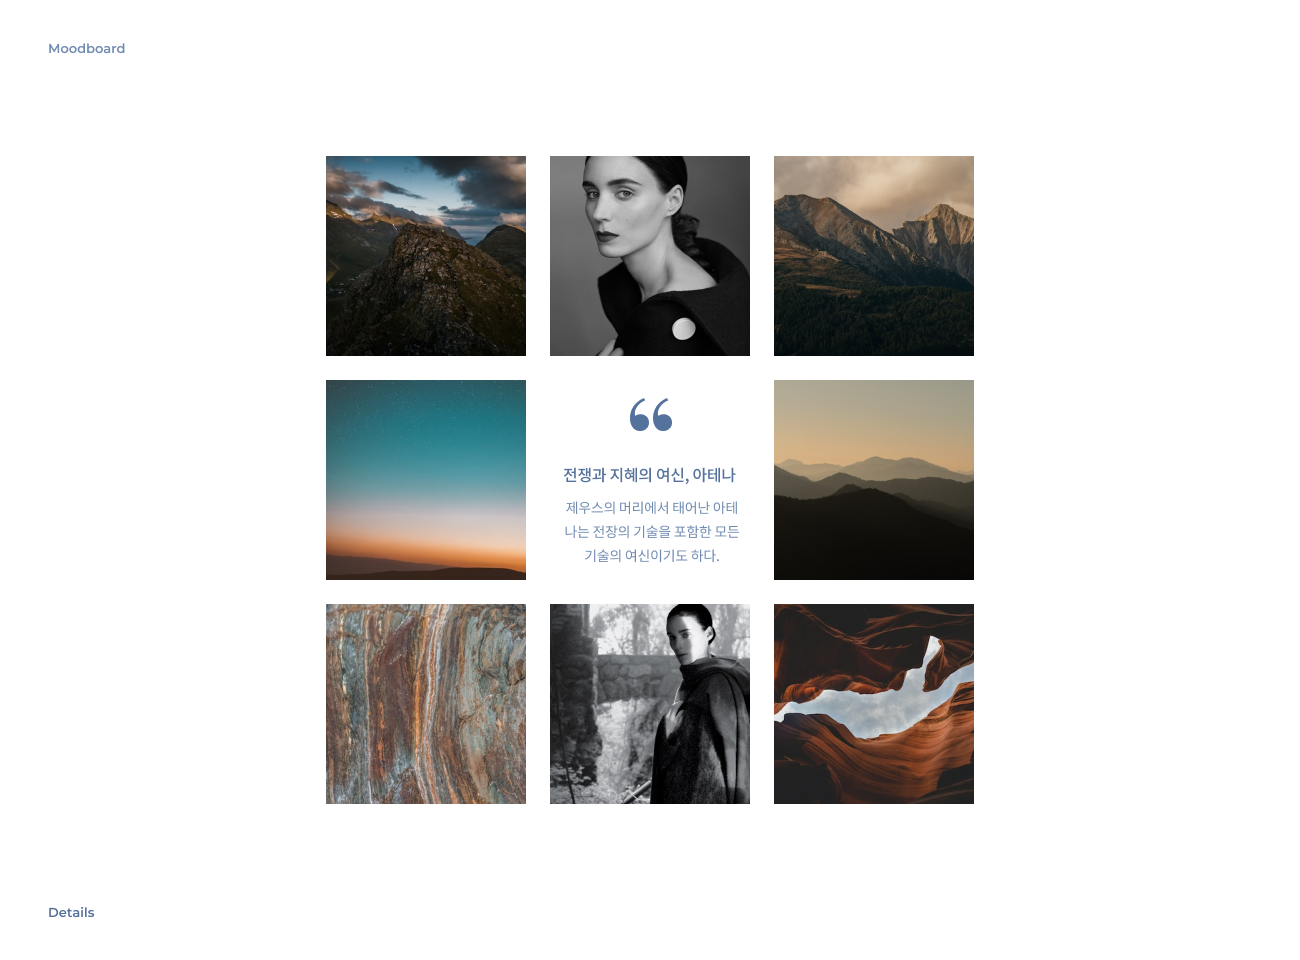 Moodboard
전쟁과 지혜의 여신, 아테나
제우스의 머리에서 태어난 아테
나는 전장의 기술을 포함한 모든
기술의 여신이기도 하다.
Details